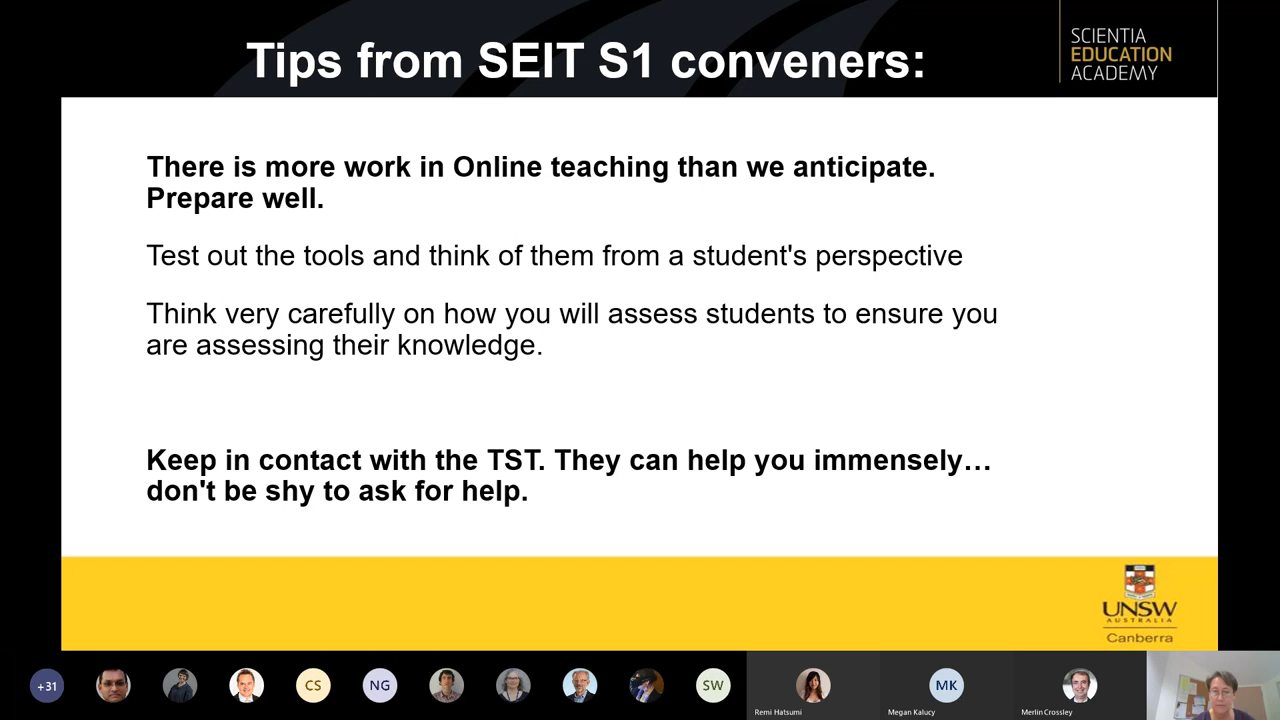 Tips from SEIT S1 conveners:
SCIENTIA
EDUCATION
ACADEMY
There is more work in Online teaching than we anticipate.
Prepare well.
Test out the tools and think of them from a student's perspective
Think very carefully on how you will assess students to ensure you
are assessing their knowledge.
Keep in contact with the TST. They can help you immensely…
don't be shy to ask for help.
UNSW
AUSTRALIA
Canberra
+31
CS
NG
SW
MK
Remi Hatsumi
Megan Kalucy
Merlin Crossley